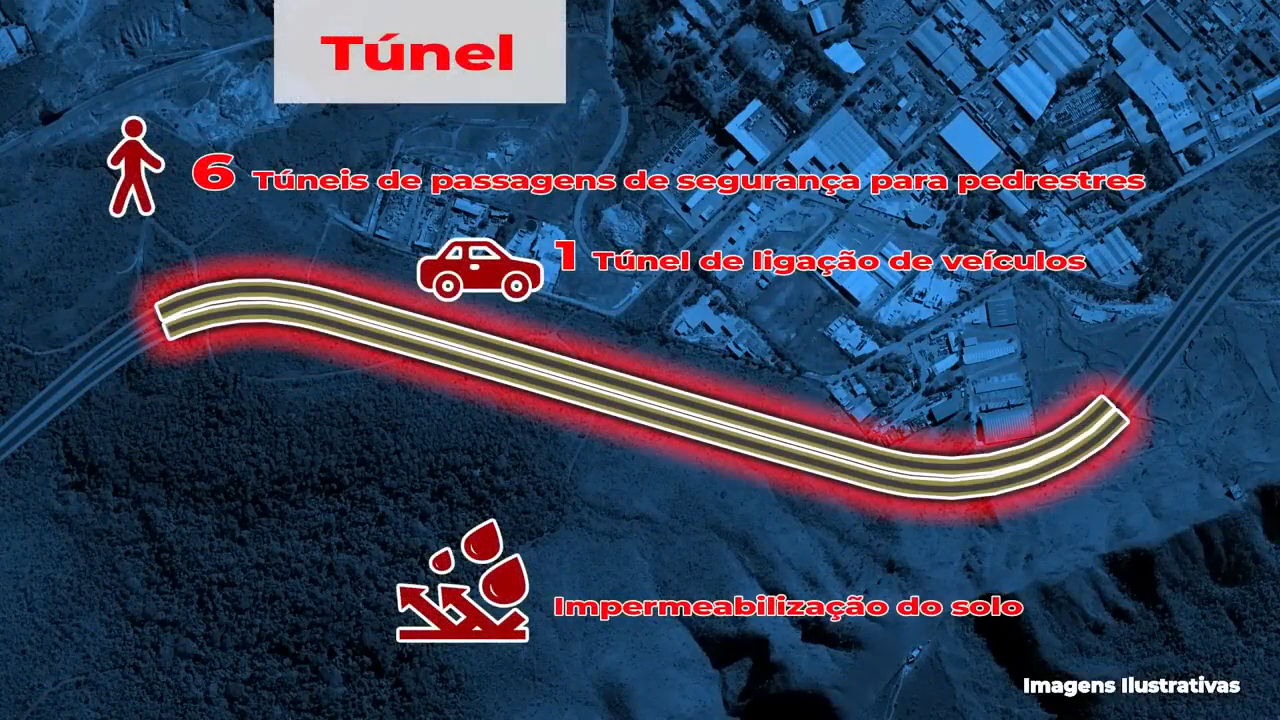 Túnel
6 Túneis de passagens de segurança para pedrestres
1 Túnel de ligação de veículos
Impermeabilização do solo
Imagens Ilustrativas